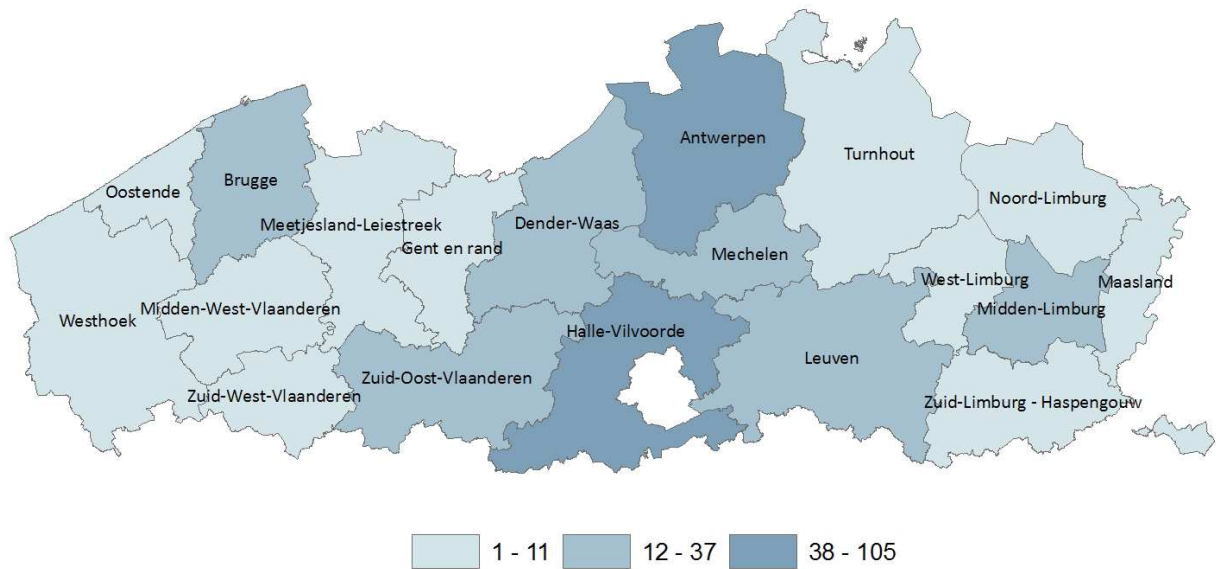 Antwerpen
Turnhout
Oostende
Brugge
Noord-Limburg
Meetjesland-Leiestreek
Dender-Waas
Gent en rand
Mechelen
West-Limburg
Maasland
Midden-West-Vlaanderen
Midden-Limburg
Westhoek
Halle-Vilvoorde
Leuven
Zuid-Oost-Vlaanderen
Zuid-West-Vlaanderen
Zuid-Limburg - Haspengouw
1 - 11
12 - 37
38 - 105